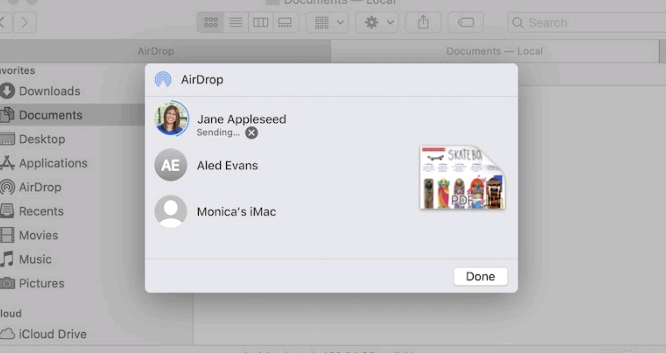 Documents — Local
Search
AirDrop
Documents — Local
avorites
Downloads
Documents
Desktop
Applications
AirDrop
Recents
Movies
Music
Pictures
loud
iCloud Drive
AirDrop
Jane Appleseed
Sending...
AE
Aled Evans
Monica's iMac
SKATEBO
PDF
Done